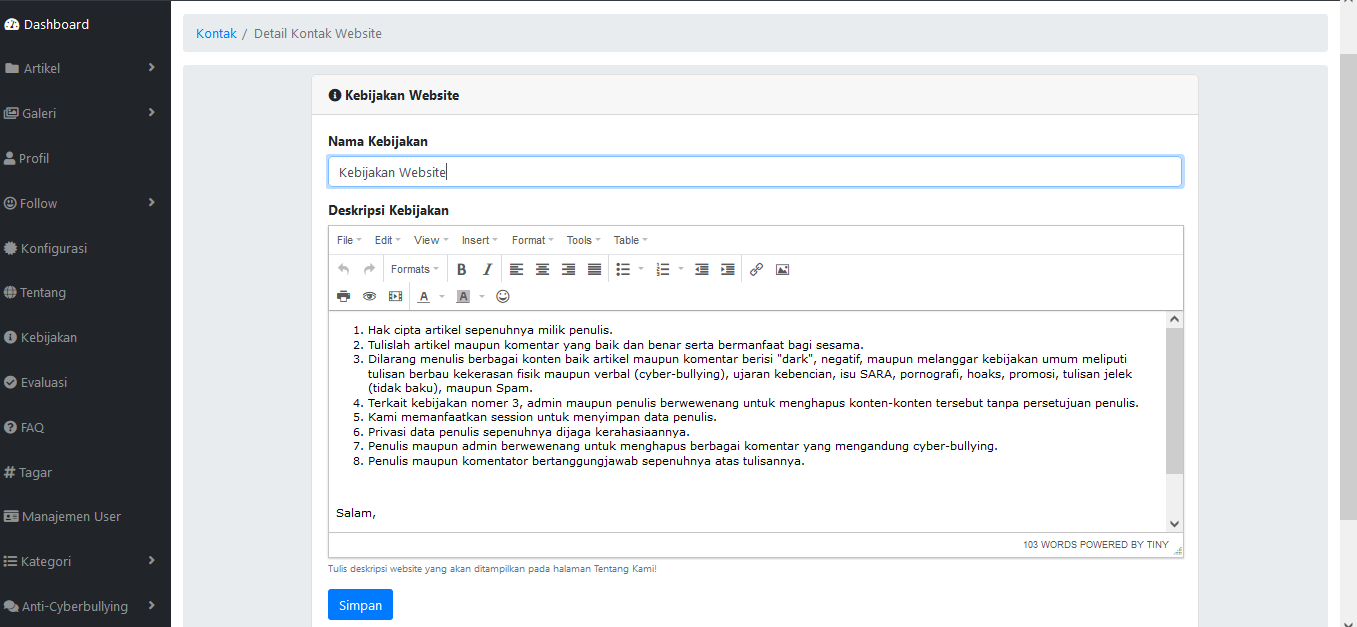 Dashboard
Artikel
Galeri
Profil
Follow
Konfigurasi
Tentang
Kebijakan
Evaluasi
FAQ
Tagar
Manajemen User
Kategori
Anti-Cyberbullying
Kontak / Detail Kontak Website
Kebijakan Website
Nama Kebijakan
Kebijakan Website
Deskripsi Kebijakan
File Edit View Insert Format Tools Table
Formats B I
A A
1. Hak cipta artikel sepenuhnya milik penulis.
2. Tulislah artikel maupun komentar yang baik dan benar serta bermanfaat bagi sesama.
3. Dilarang menulis berbagai konten baik artikel maupun komentar berisi "dark", negatif, maupun melanggar kebijakan umum meliputi
tulisan berbau kekerasan fisik maupun verbal (cyber-bullying), ujaran kebencian, isu SARA, pornografi, hoaks, promosi, tulisan jelek
(tidak baku), maupun Spam.
4. Terkait kebijakan nomer 3, admin maupun penulis berwewenang untuk menghapus konten-konten tersebut tanpa persetujuan penulis.
5. Kami memanfaatkan session untuk menyimpan data penulis.
6. Privasi data penulis sepenuhnya dijaga kerahasiaannya.
7. Penulis maupun admin berwewenang untuk menghapus berbagai komentar yang mengandung cyber-bullying.
8. Penulis maupun komentator bertanggungjawab sepenuhnya atas tulisannya.
Salam,
103 WORDS POWERED BY TINY
Tulis deskripsi website yang akan ditampilkan pada halaman Tentang Kami!
Simpan